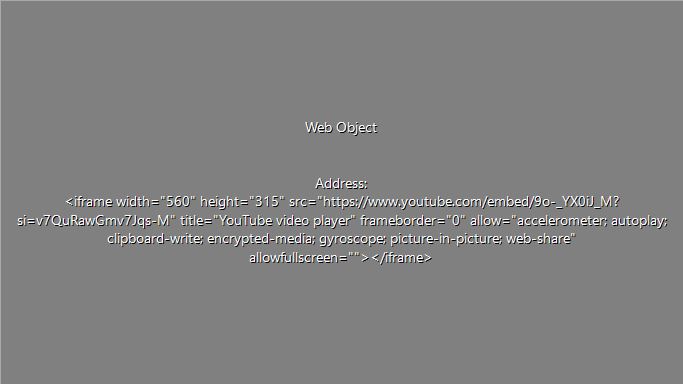 Web Object
Address:
<iframe width="560" height="315" src="https://www.youtube.com/embed/9o-_YX0iJ_M?
si=v7QuRawGmv7Jqs-M" title="YouTube video player" frameborder="0" allow="accelerometer; autoplay;
clipboard-write; encrypted-media; gyroscope; picture-in-picture; web-share"
allowfullscreen=""></iframe>